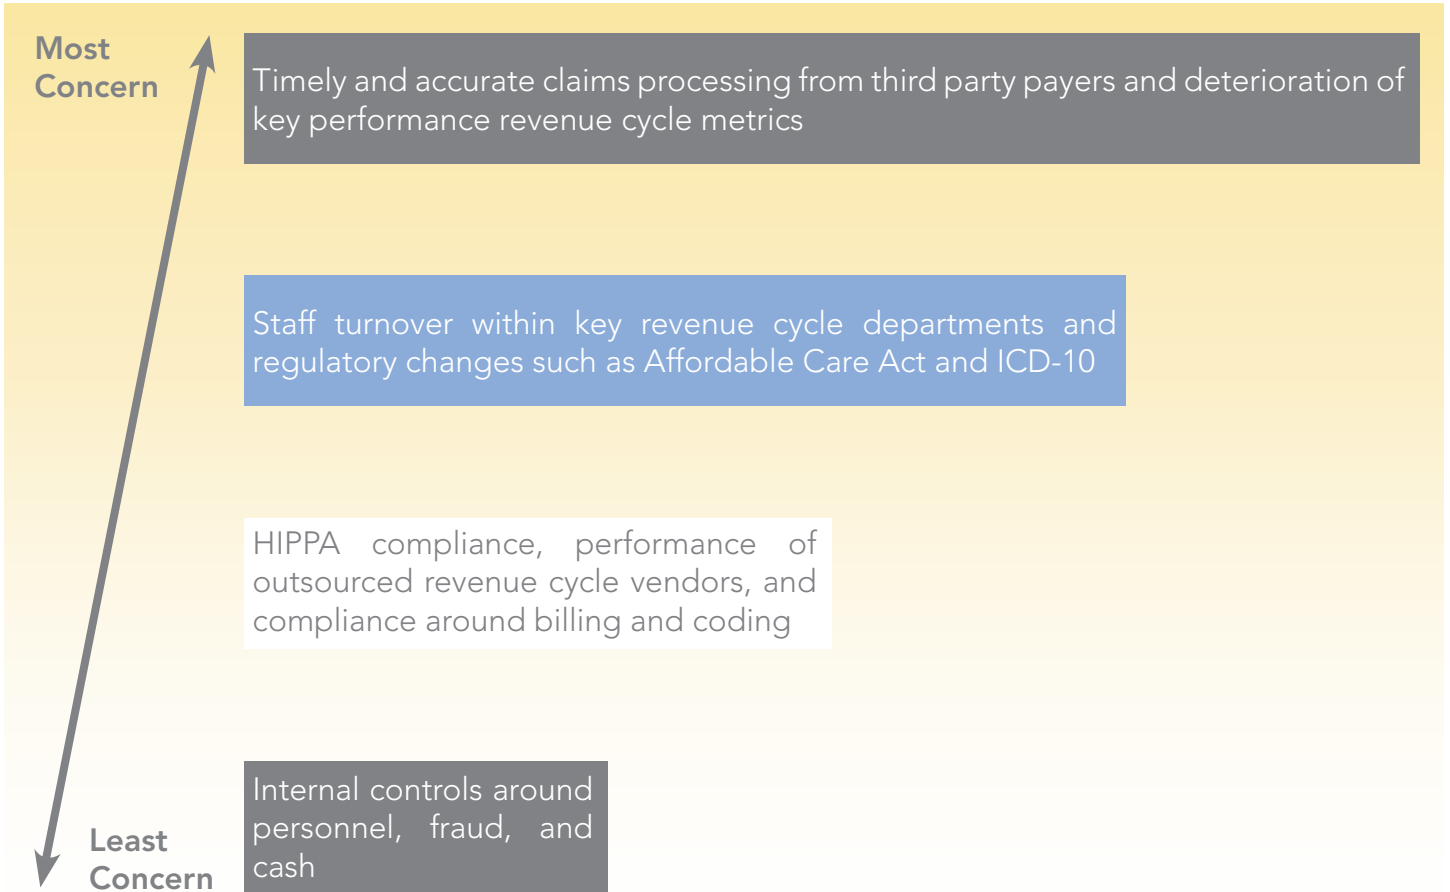 Most
Concern
Timely and accurate claims processing from third party payers and deterioration of
key performance revenue cycle metrics
Staff turnover within key revenue cycle departments and
regulatory changes such as Affordable Care Act and ICD-10
HIPPA compliance, performance of
outsourced revenue cycle vendors, and
compliance around billing and coding
Internal controls around
personnel, fraud, and
cash
Least
Concern